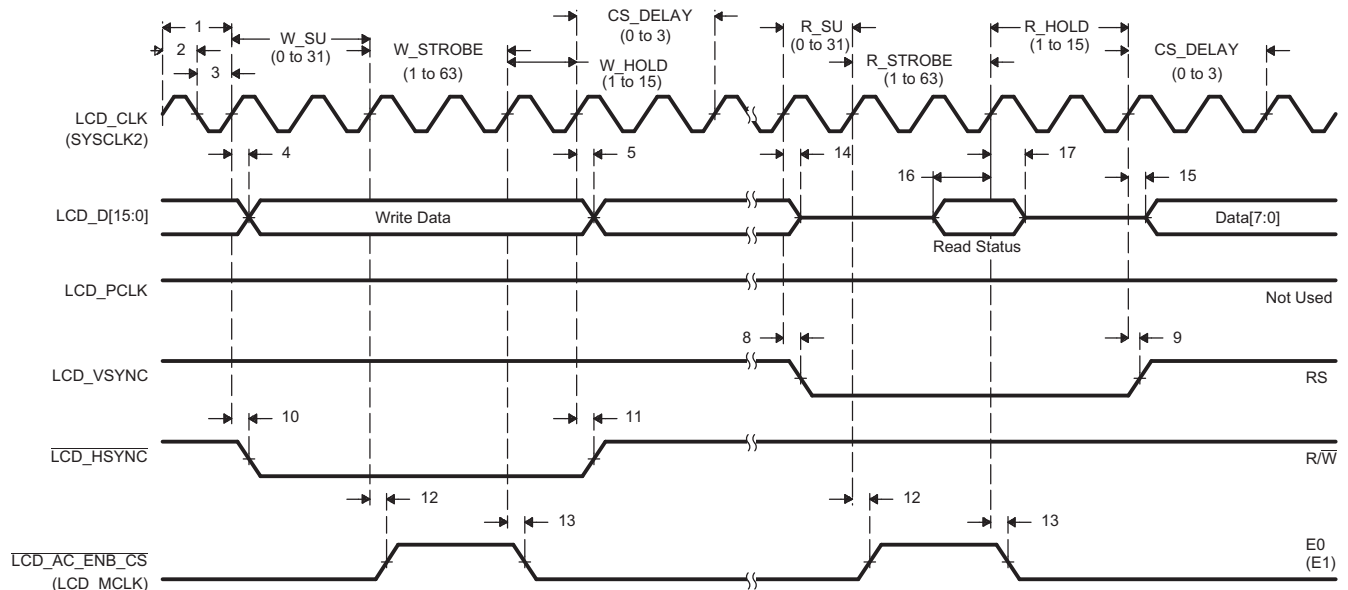 1
W_SU
(0 to 31)
2
3
W_STROBE
(1 to 63)
CS_DELAY
(0 to 3)
W_HOLD
(1 to 15)
R_SU
(0 to 31)
R_STROBE
(1 to 63)
R_HOLD
(1 to 15)
CS_DELAY
(0 to 3)
LCD_CLK
(SYSCLK2)
4
5
14
16
17
15
LCD_D[15:0]
Write Data
Read Status
Data[7:0]
LCD_PCLK
Not Used
8
9
LCD_VSYNC
RS
10
11
LCD_HSYNC
R/W
12
13
12
13
LCD_AC_ENB_CS
(LCD_MCLK)
E0
(E1)